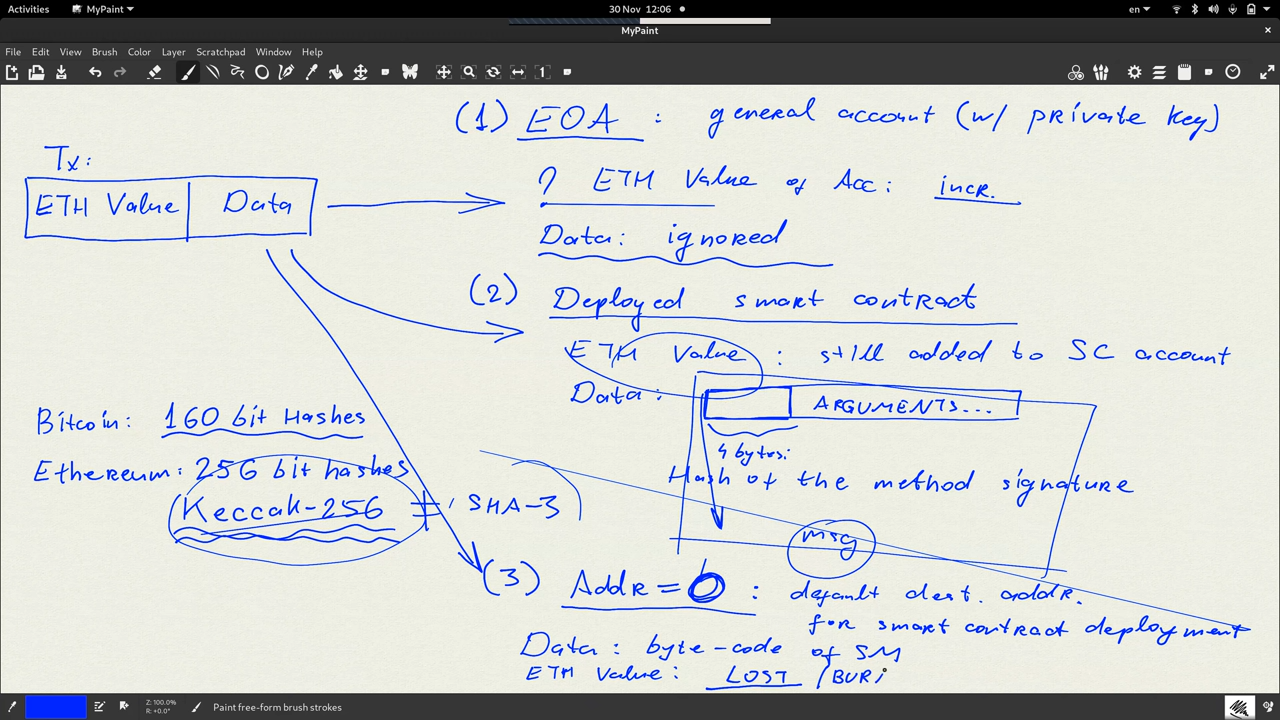 Activities MyPaint 30 Nov 12:06 en
MyPaint
File Edit View Brush Color Layer Scratchpad Window Help
(1) EOA : general account (w/ private key)
Tx:
ETH Value Data
? ETH Value of Acc: incr.
Data: ignored
(2) Deployed smart contract
ETH Value : still added to SC account
Data: ARGUMENTS...
4 bytes:
Hash of the method signature
Bitcoin: 160 bit Hashes
Ethereum: 256 bit hashes
Keccak-256 ≠ SHA-3
msg
(3) Addr = 0 : default dest. addr.
for smart contract deployment
Data: byte-code of SM
ETH Value: LOST / BUR
Z: 100.0%
R: +0.0°
Paint free-form brush strokes